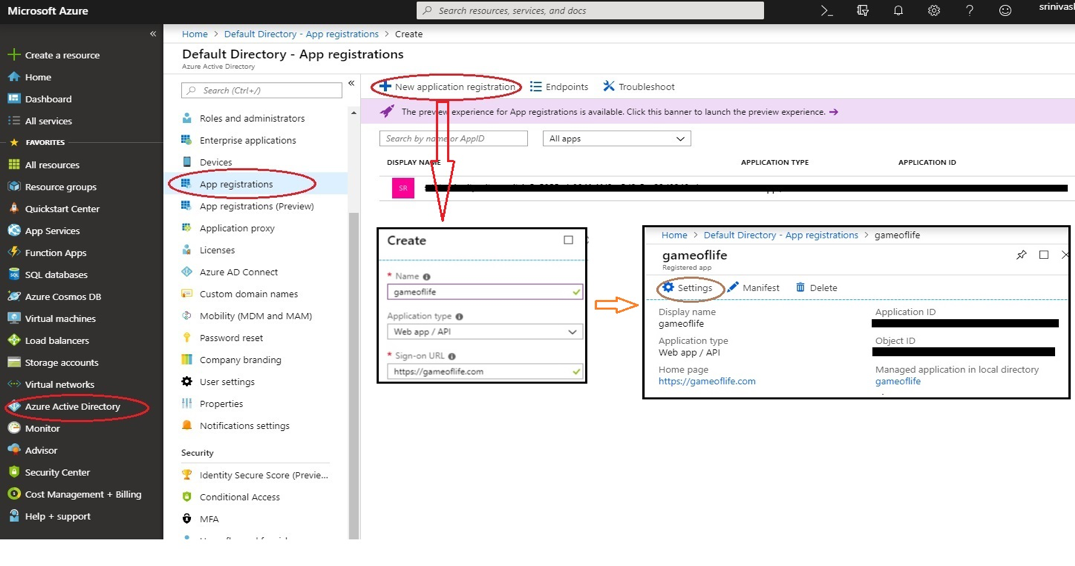 Microsoft Azure
Search resources, services, and docs
Home > Default Directory - App registrations > Create
Default Directory - App registrations
Azure Active Directory
Create a resource
Home
Dashboard
All services
FAVORITES
All resources
Resource groups
Quickstart Center
App Services
Function Apps
SQL databases
Azure Cosmos DB
Virtual machines
Load balancers
Storage accounts
Virtual networks
Azure Active Directory
Monitor
Advisor
Security Center
Cost Management + Billing
Help + support
Search (Ctrl+/)
Roles and administrators
Enterprise applications
Devices
App registrations
App registrations (Preview)
Application proxy
Licenses
Azure AD Connect
Custom domain names
Mobility (MDM and MAM)
Password reset
Company branding
User settings
Properties
Notifications settings
Security
Identity Secure Score (Previe...
Conditional Access
MFA
New application registration
Endpoints
Troubleshoot
The preview experience for App registrations is available. Click this banner to launch the preview experience. →
Search by name or AppID
All apps
DISPLAY NAME
APPLICATION TYPE
APPLICATION ID
SR
Create
* Name
gameoflife
Application type
Web app / API
* Sign-on URL
https://gameoflife.com
Home > Default Directory - App registrations > gameoflife
gameoflife
Registered app
Settings
Manifest
Delete
Display name
gameoflife
Application type
Web app / API
Home page
https://gameoflife.com
Application ID
Object ID
Managed application in local directory
gameoflife